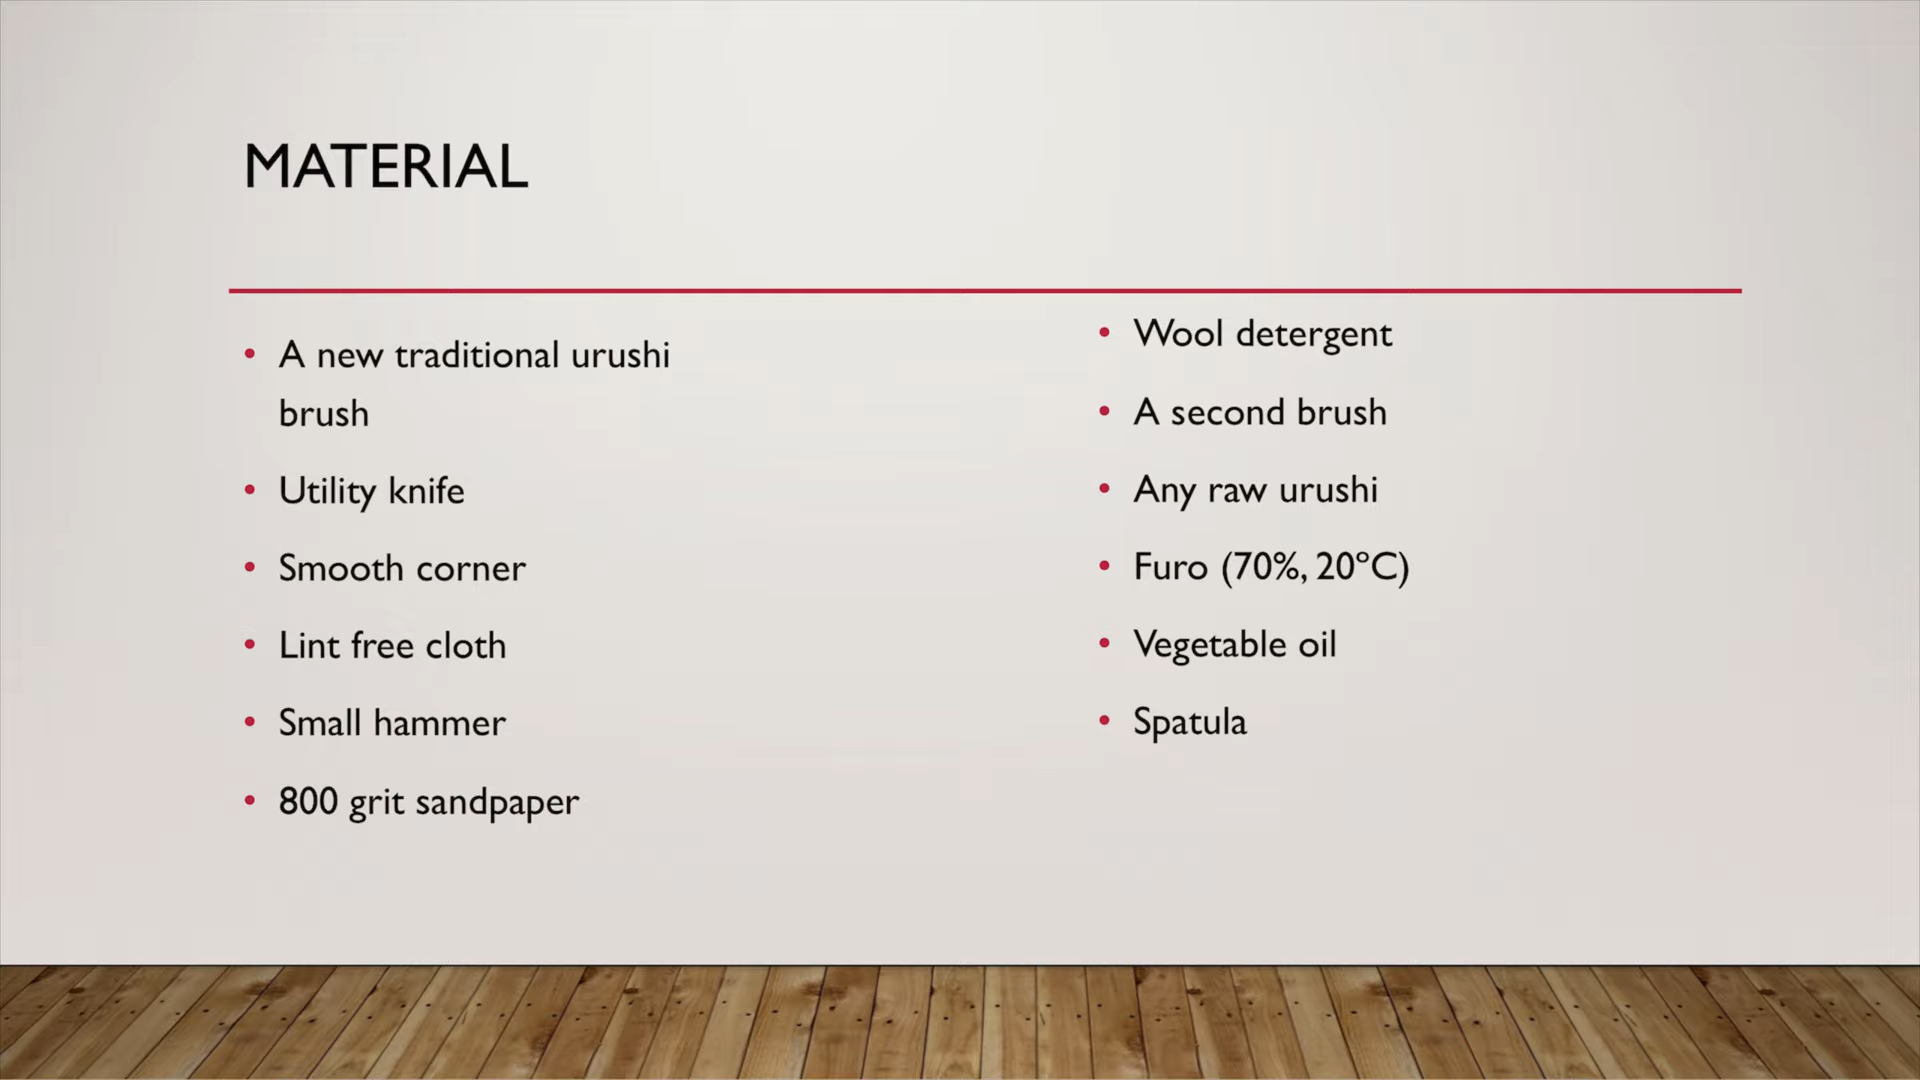 MATERIAL
• A new traditional urushi
brush
• Utility knife
• Smooth corner
• Lint free cloth
• Small hammer
• 800 grit sandpaper
• Wool detergent
• A second brush
• Any raw urushi
• Furo (70%, 20ºC)
• Vegetable oil
• Spatula